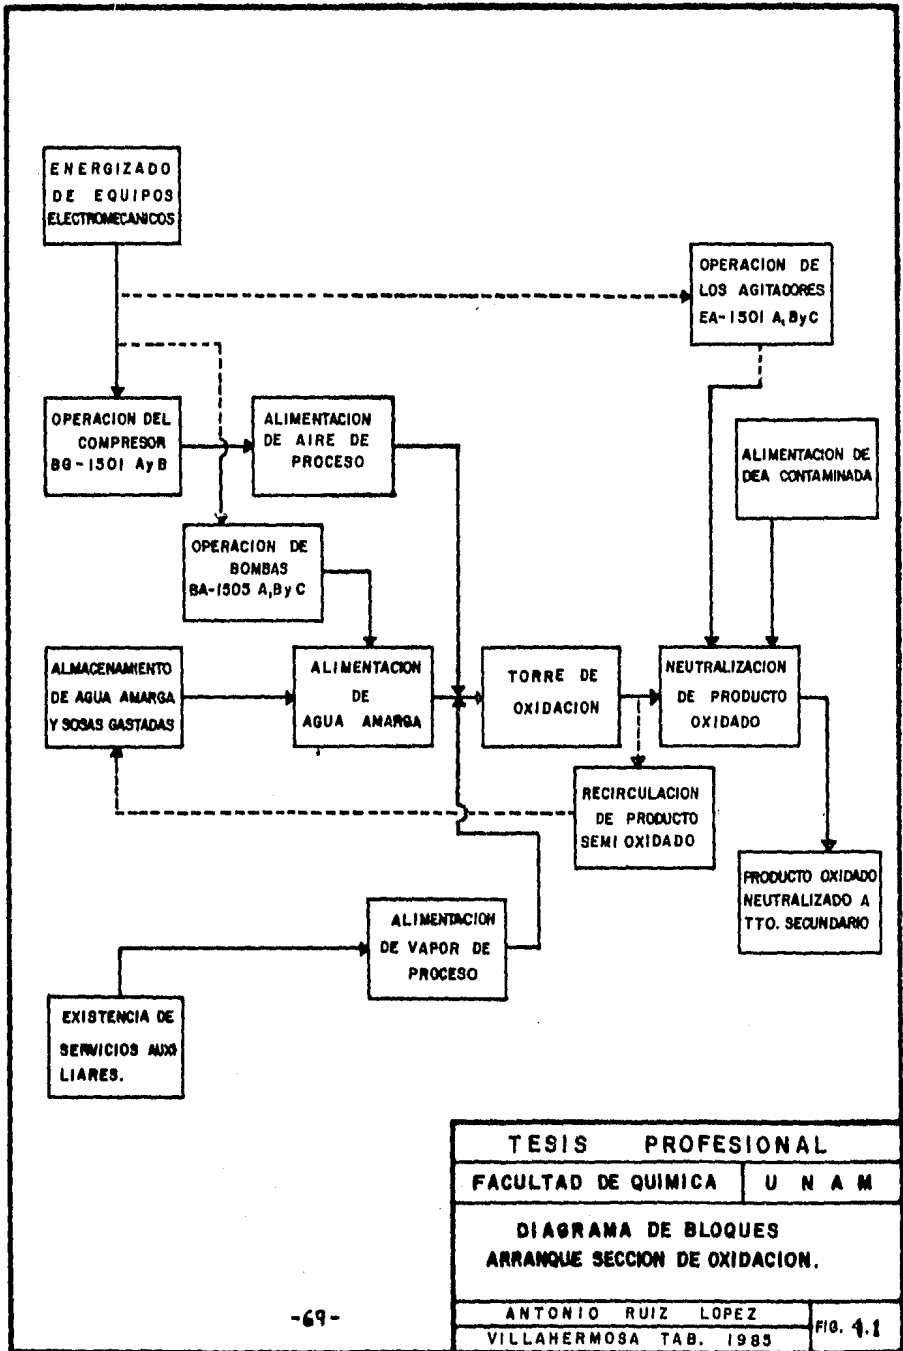 ENERGIZADO
DE EQUIPOS
ELECTROMECANICOS
OPERACION DE
LOS AGITADORES
EA-1501 A, ByC
OPERACION DEL
COMPRESOR
BG-1501 AyB
ALIMENTACION
DE AIRE DE
PROCESO
ALIMENTACION DE
DEA CONTAMINADA
OPERACION DE
BOMBAS
BA-1505 A,ByC
ALMACENAMIENTO
DE AGUA AMARGA
Y SOSAS GASTADAS
ALIMENTACION
DE
AGUA AMARGA
TORRE DE
OXIDACION
NEUTRALIZACION
DE PRODUCTO
OXIDADO
RECIRCULACION
DE PRODUCTO
SEMI OXIDADO
PRODUCTO OXIDADO
NEUTRALIZADO A
TTO. SECUNDARIO
ALIMENTACION
DE VAPOR DE
PROCESO
EXISTENCIA DE
SERVICIOS AUXI
LIARES.
TESIS PROFESIONAL
FACULTAD DE QUIMICA
U N A M
DIAGRAMA DE BLOQUES
ARRANQUE SECCION DE OXIDACION.
ANTONIO RUIZ LOPEZ
VILLAHERMOSA TAB. 1985
FIG. 4.1
-69-